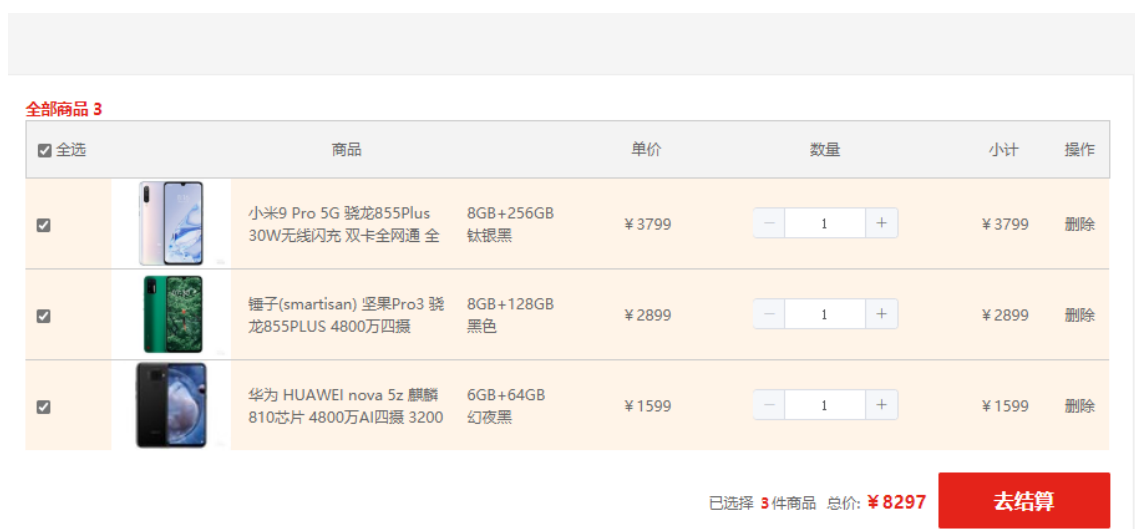 全部商品 3
全选 商品 单价 数量 小计 操作
小米9 Pro 5G 骁龙855Plus
30W无线闪充 双卡全网通 全
8GB+256GB
钛银黑
￥3799
1
￥3799
删除
锤子(smartisan) 坚果Pro3 骁
龙855PLUS 4800万四摄
8GB+128GB
黑色
￥2899
1
￥2899
删除
华为 HUAWEI nova 5z 麒麟
810芯片 4800万AI四摄 3200
6GB+64GB
幻夜黑
￥1599
1
￥1599
删除
已选择 3件商品 总价: ￥8297 去结算